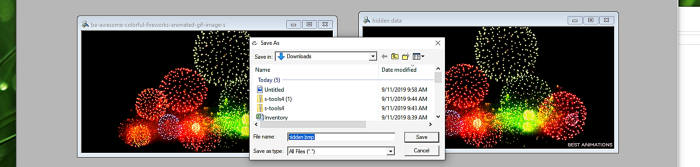 ba-awesome-colorful-fireworks-animated-gif-image-s
hidden data
Save As
Save in: Downloads
Name Date modified
Today (5)
Untitled 9/11/2019 9:58 AM
s-tools4 (1) 9/11/2019 9:44 AM
s-tools4 9/11/2019 9:43 AM
Inventory 9/11/2019 8:39 AM
File name: hidden.bmp Save
Save as type: All Files (*.*) Cancel
BEST ANIMATIONS